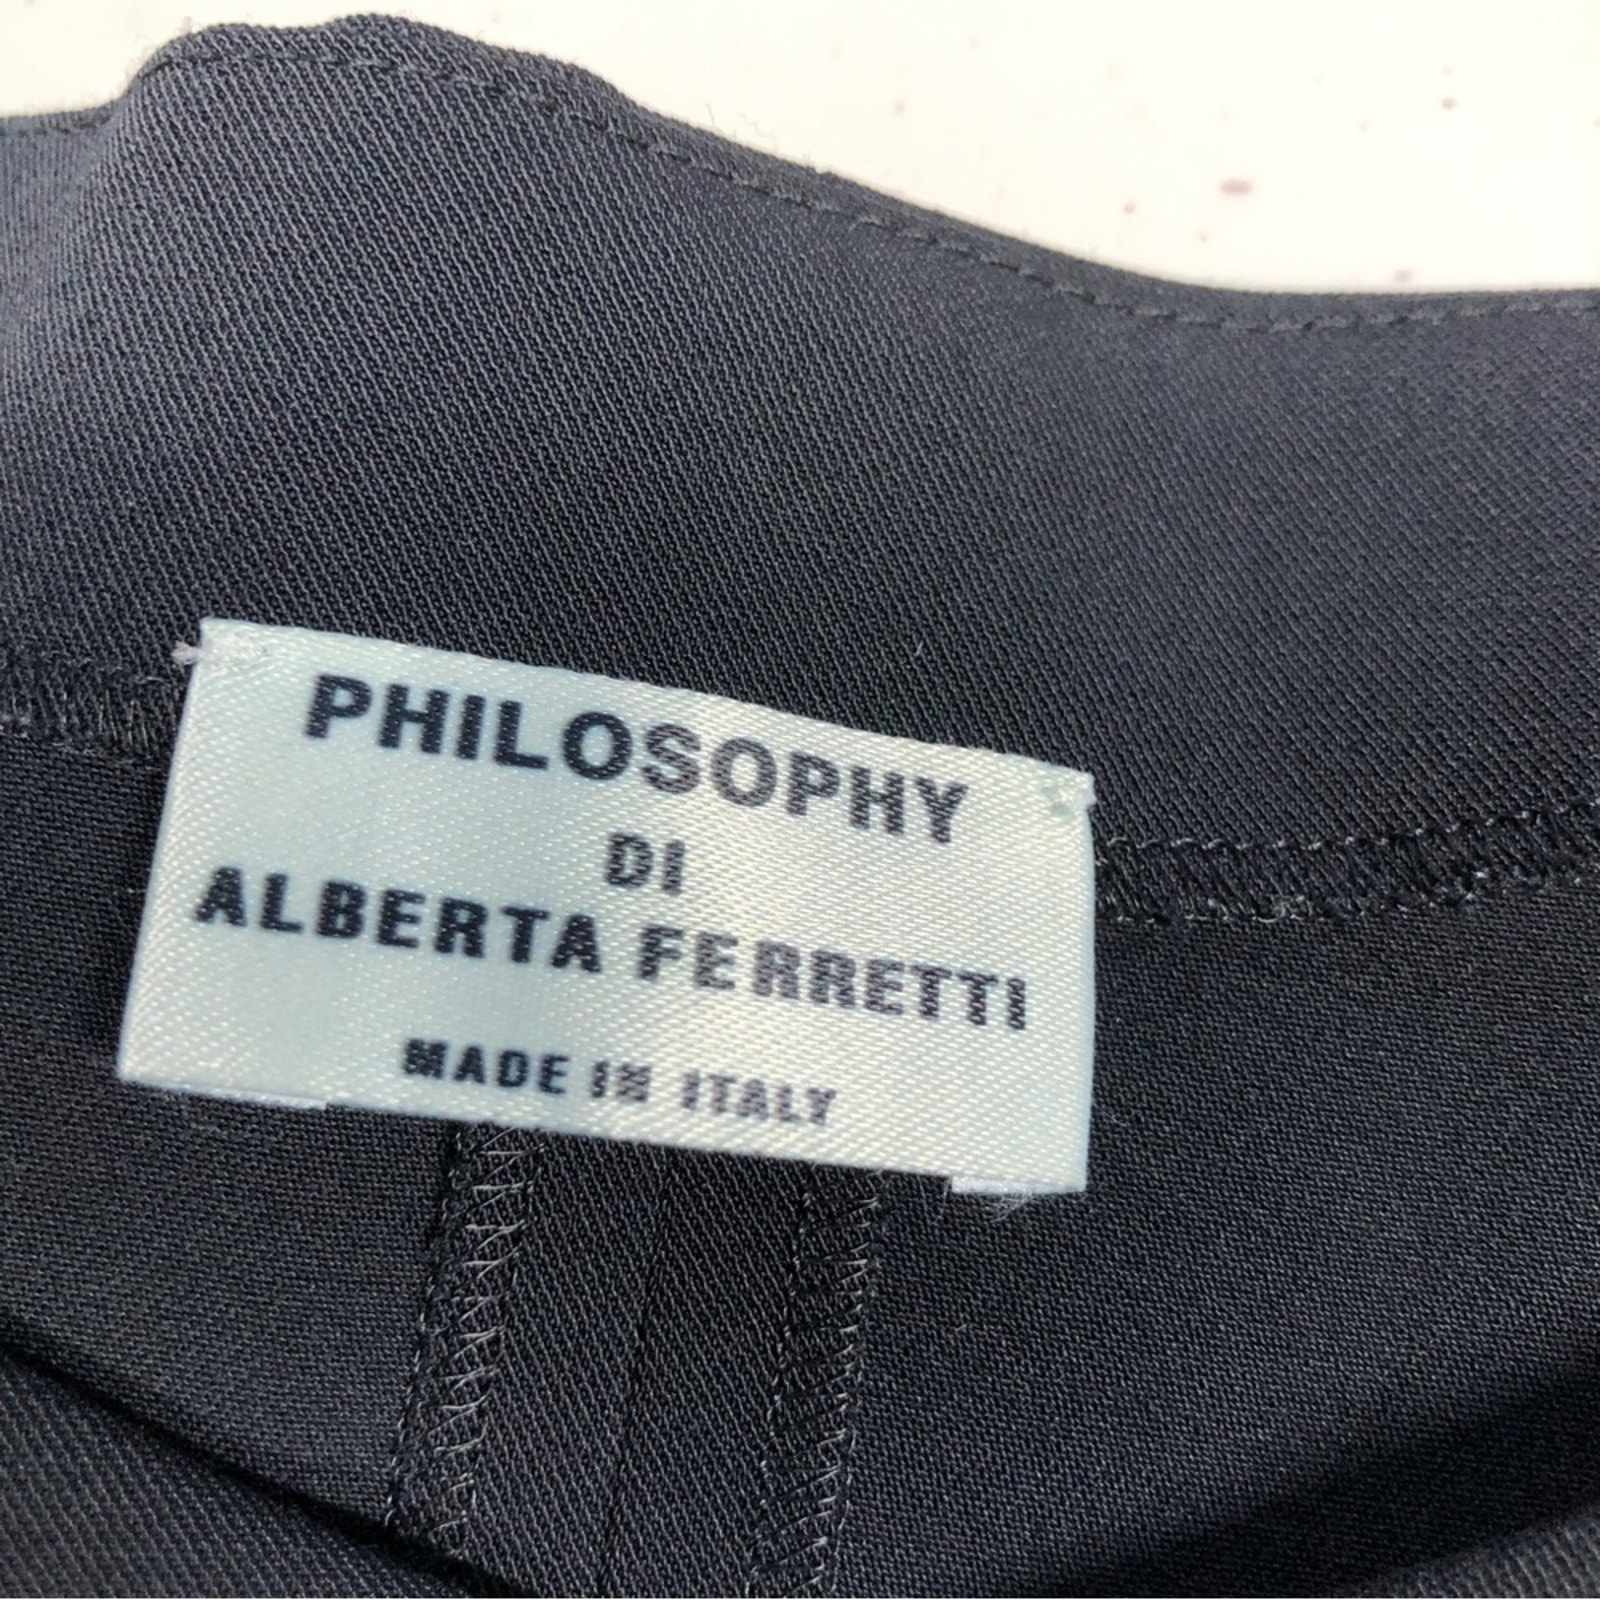 PHILOSOPHY
DI
ALBERTA FERRETTI
MADE IN ITALY